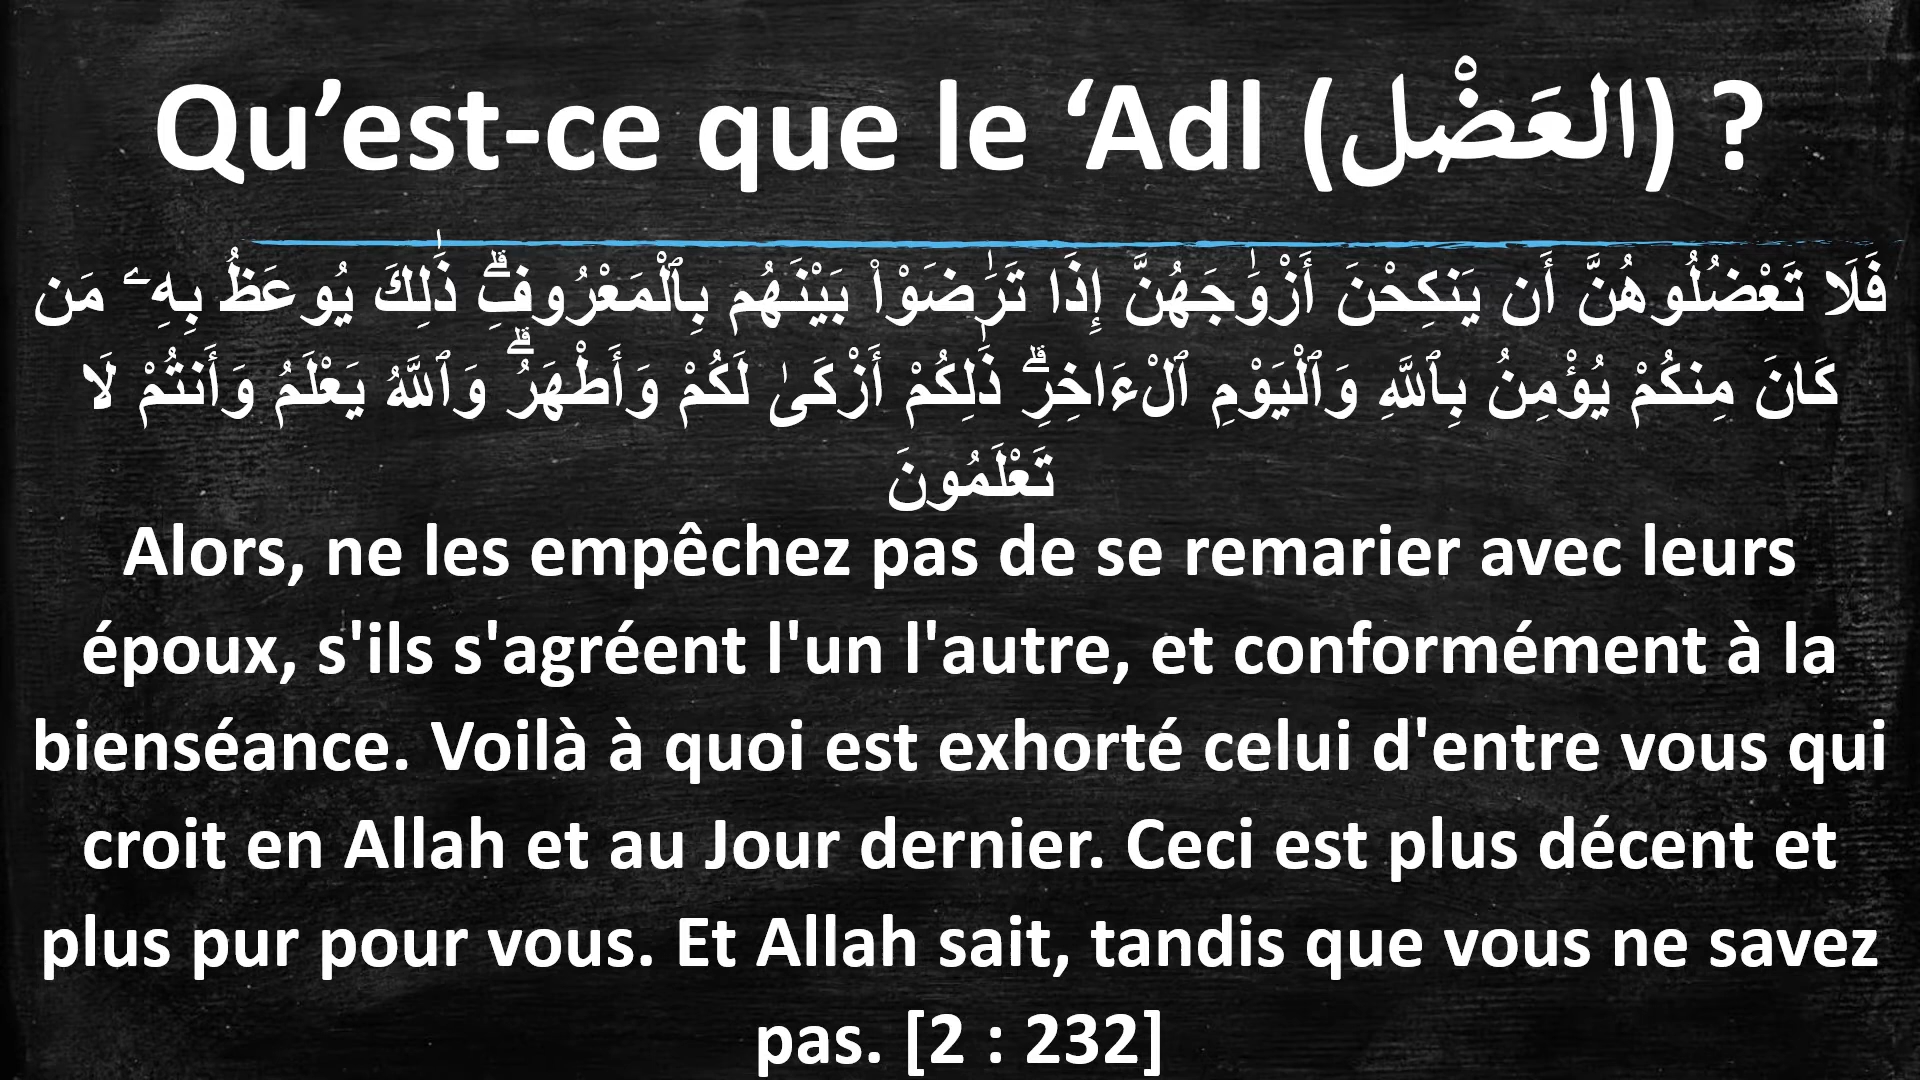 Qu’est-ce que le ‘Adl (العَضْل) ?
فَلَا تَعْضُلُوهُنَّ أَن يَنكِحْنَ أَزْوَٰجَهُنَّ إِذَا تَرَٰضَوْا۟ بَيْنَهُم بِٱلْمَعْرُوفِۗ ذَٰلِكَ يُوعَظُ بِهِۦ مَن
كَانَ مِنكُمْ يُؤْمِنُ بِٱللَّهِ وَٱلْيَوْمِ ٱلْءَاخِرِۗ ذَٰلِكُمْ أَزْكَىٰ لَكُمْ وَأَطْهَرُۗ وَٱللَّهُ يَعْلَمُ وَأَنتُمْ لَا
تَعْلَمُونَ
Alors, ne les empêchez pas de se remarier avec leurs
époux, s'ils s'agréent l'un l'autre, et conformément à la
bienséance. Voilà à quoi est exhorté celui d'entre vous qui
croit en Allah et au Jour dernier. Ceci est plus décent et
plus pur pour vous. Et Allah sait, tandis que vous ne savez
pas. [2 : 232]